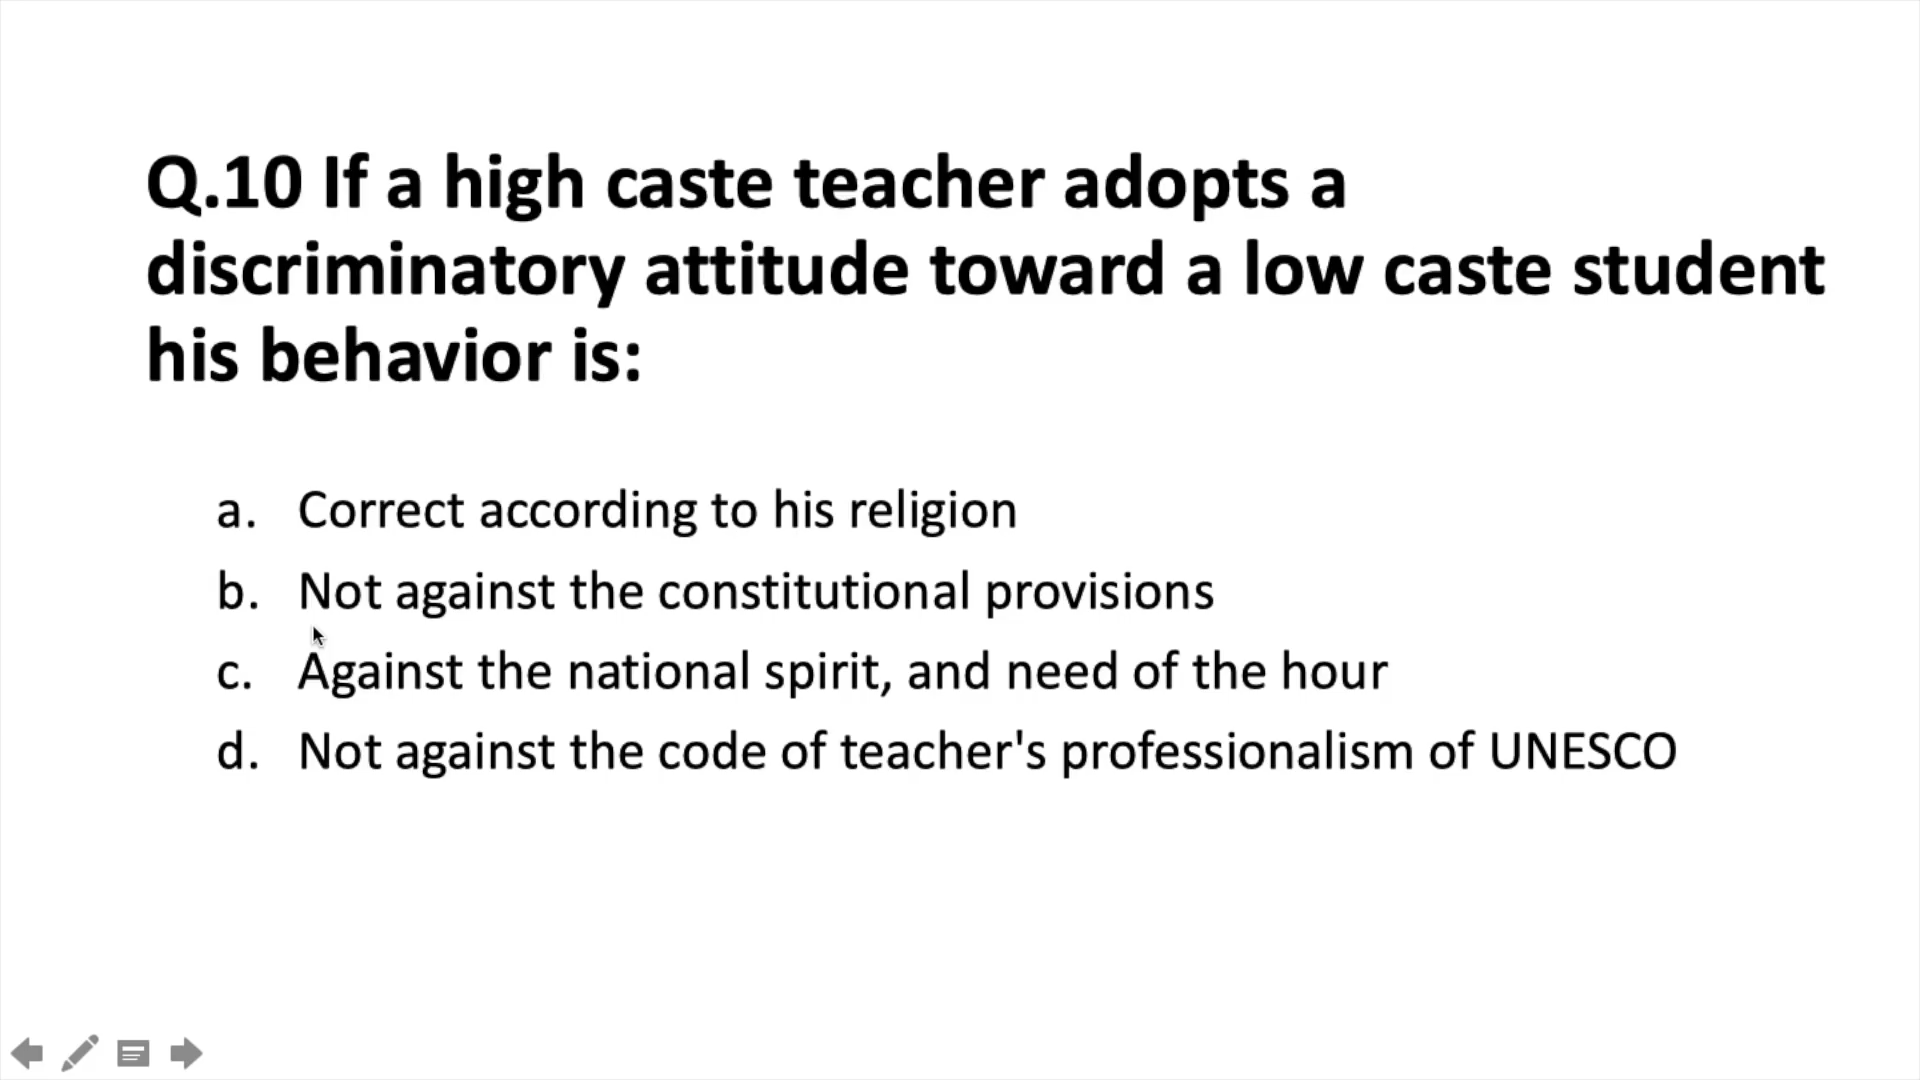 Q.10 If a high caste teacher adopts a
discriminatory attitude toward a low caste student
his behavior is:
a. Correct according to his religion
b. Not against the constitutional provisions
c. Against the national spirit, and need of the hour
d. Not against the code of teacher's professionalism of UNESCO